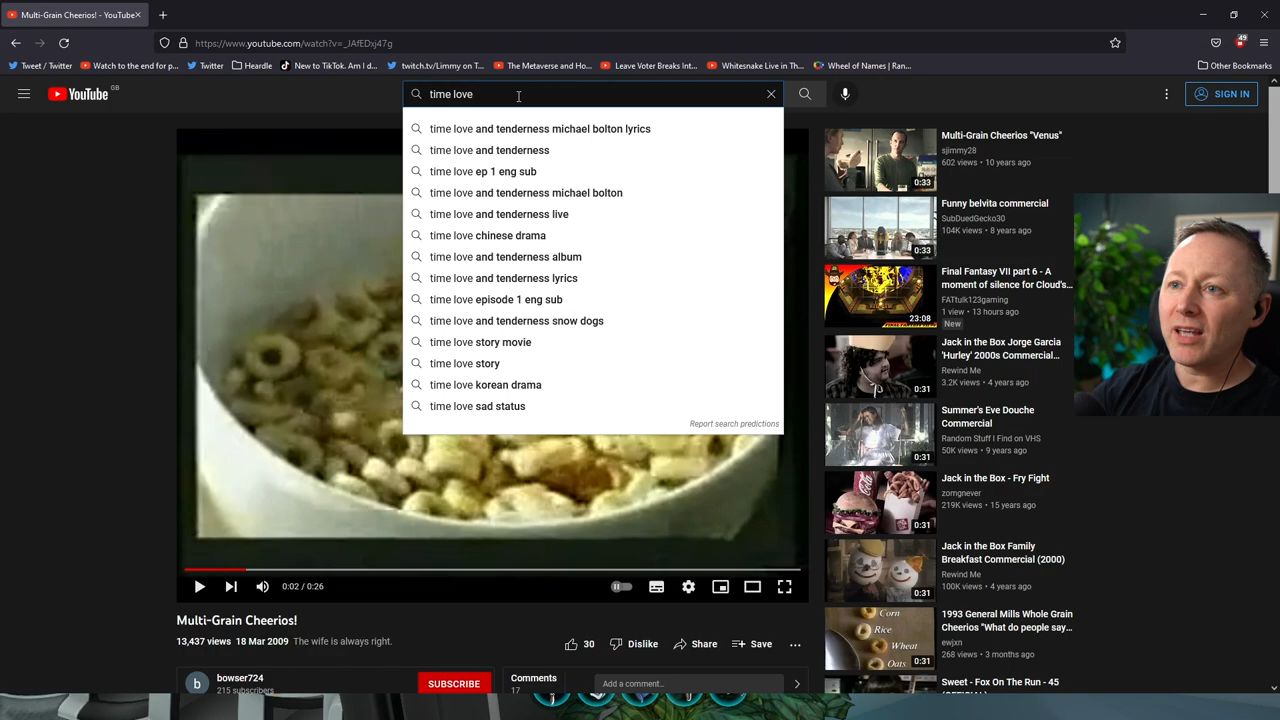 Multi-Grain Cheerios! - YouTube
https://www.youtube.com/watch?v=_JAfEDxj47g
49
Tweet / Twitter
Watch to the end for p...
Twitter
Heardle
New to TikTok. Am I d...
twitch.tv/Limmy on T...
The Metaverse and Ho...
Leave Voter Breaks Int...
Whitesnake Live in Th...
Wheel of Names | Ran...
Other Bookmarks
YouTube GB
time love
SIGN IN
time love and tenderness michael bolton lyrics
time love and tenderness
time love ep 1 eng sub
time love and tenderness michael bolton
time love and tenderness live
time love chinese drama
time love and tenderness album
time love and tenderness lyrics
time love episode 1 eng sub
time love and tenderness snow dogs
time love story movie
time love story
time love korean drama
time love sad status
Report search predictions
0:02 / 0:26
Multi-Grain Cheerios!
13,437 views 18 Mar 2009 The wife is always right.
30
Dislike
Share
Save
b
bowser724
215 subscribers
SUBSCRIBE
Comments
17
Add a comment...
Multi-Grain Cheerios "Venus"
sjimmy28
602 views • 10 years ago
0:33
Funny belvita commercial
SubDuedGecko30
104K views • 8 years ago
0:33
Final Fantasy VII part 6 - A
moment of silence for Cloud's...
FATtulk123gaming
1 view • 13 hours ago
New
23:08
Jack in the Box Jorge Garcia
'Hurley' 2000s Commercial...
Rewind Me
3.2K views • 4 years ago
0:31
Summer's Eve Douche
Commercial
Random Stuff I Find on VHS
50K views • 9 years ago
0:31
Jack in the Box - Fry Fight
zomgnever
219K views • 15 years ago
0:31
Jack in the Box Family
Breakfast Commercial (2000)
Rewind Me
100K views • 4 years ago
0:31
1993 General Mills Whole Grain
Cheerios "What do people say...
ewjxn
268 views • 3 months ago
Corn
Rice
Wheat
Oats
0:31
Sweet - Fox On The Run - 45